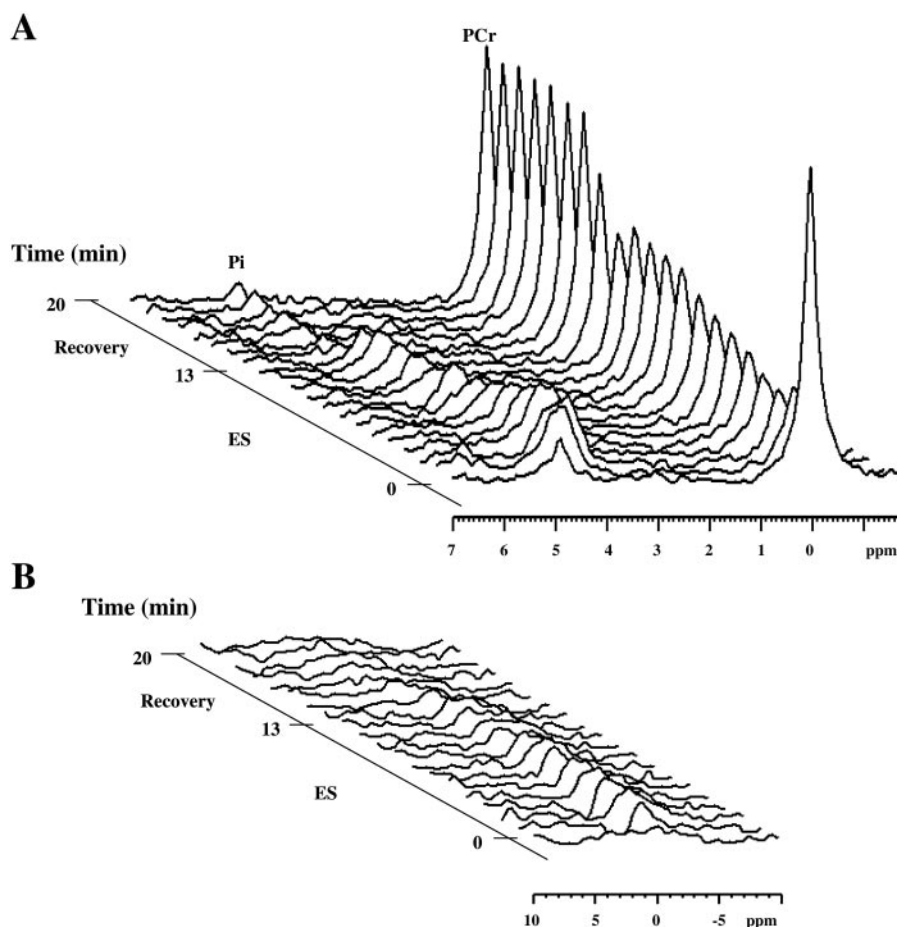 A
PCr
Time (min)
Pi
20
Recovery
13
ES
0
7 6 5 4 3 2 1 0 ppm
B
Time (min)
20
Recovery
13
ES
0
10 5 0 -5 ppm